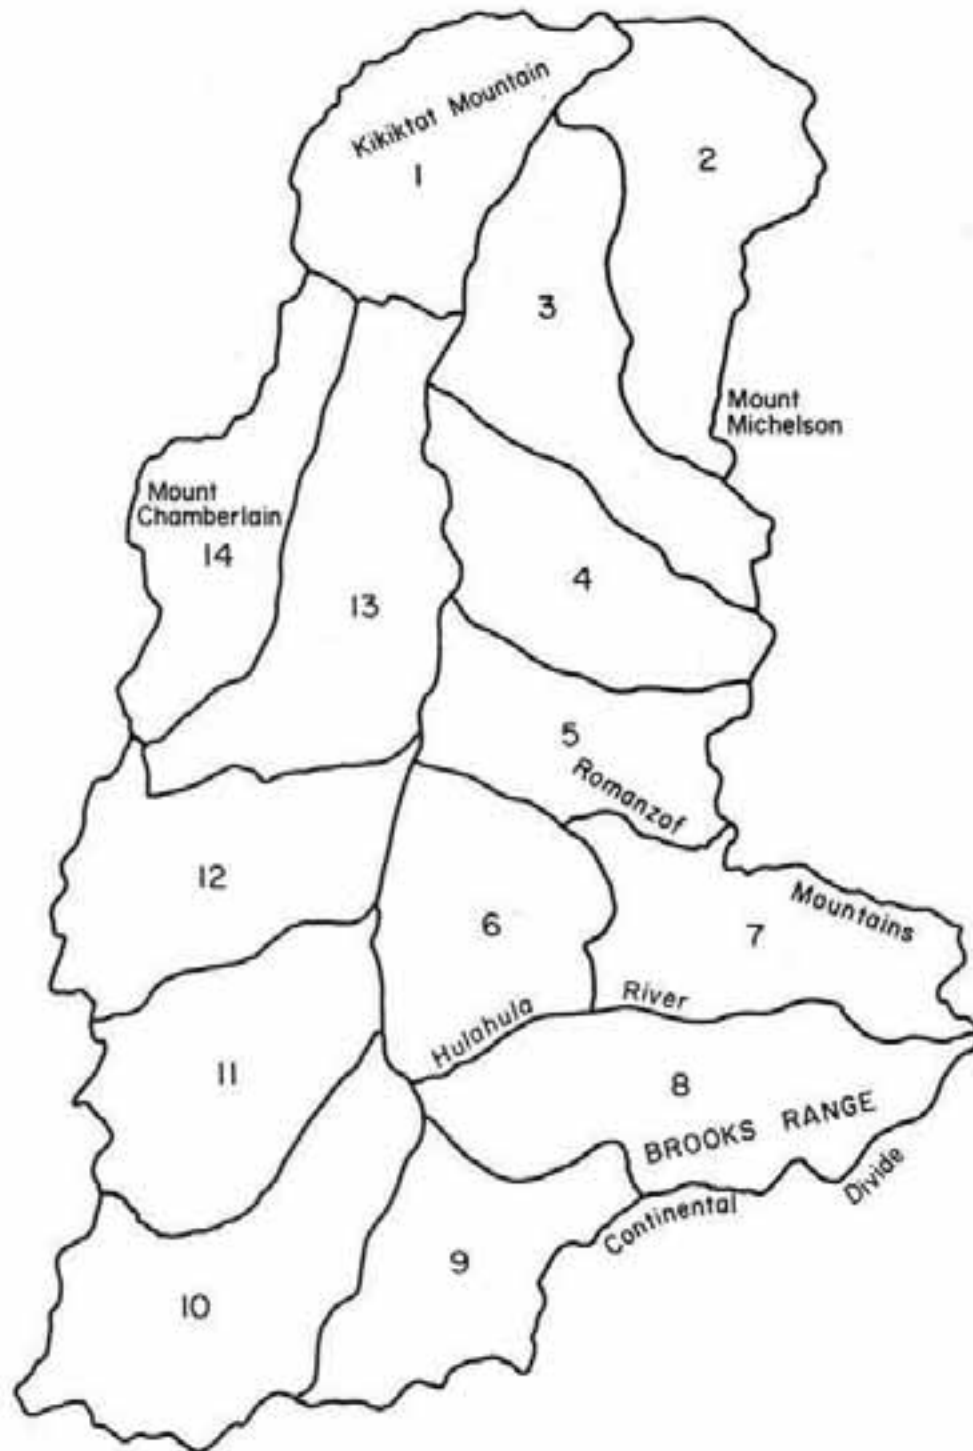 Kikiktat Mountain
1
2
3
Mount
Michelson
Mount
Chamberlain
14
13
4
5
Romanzof
Mountains
12
6
7
Hulahula
River
11
8
BROOKS RANGE
Continental
Divide
9
10